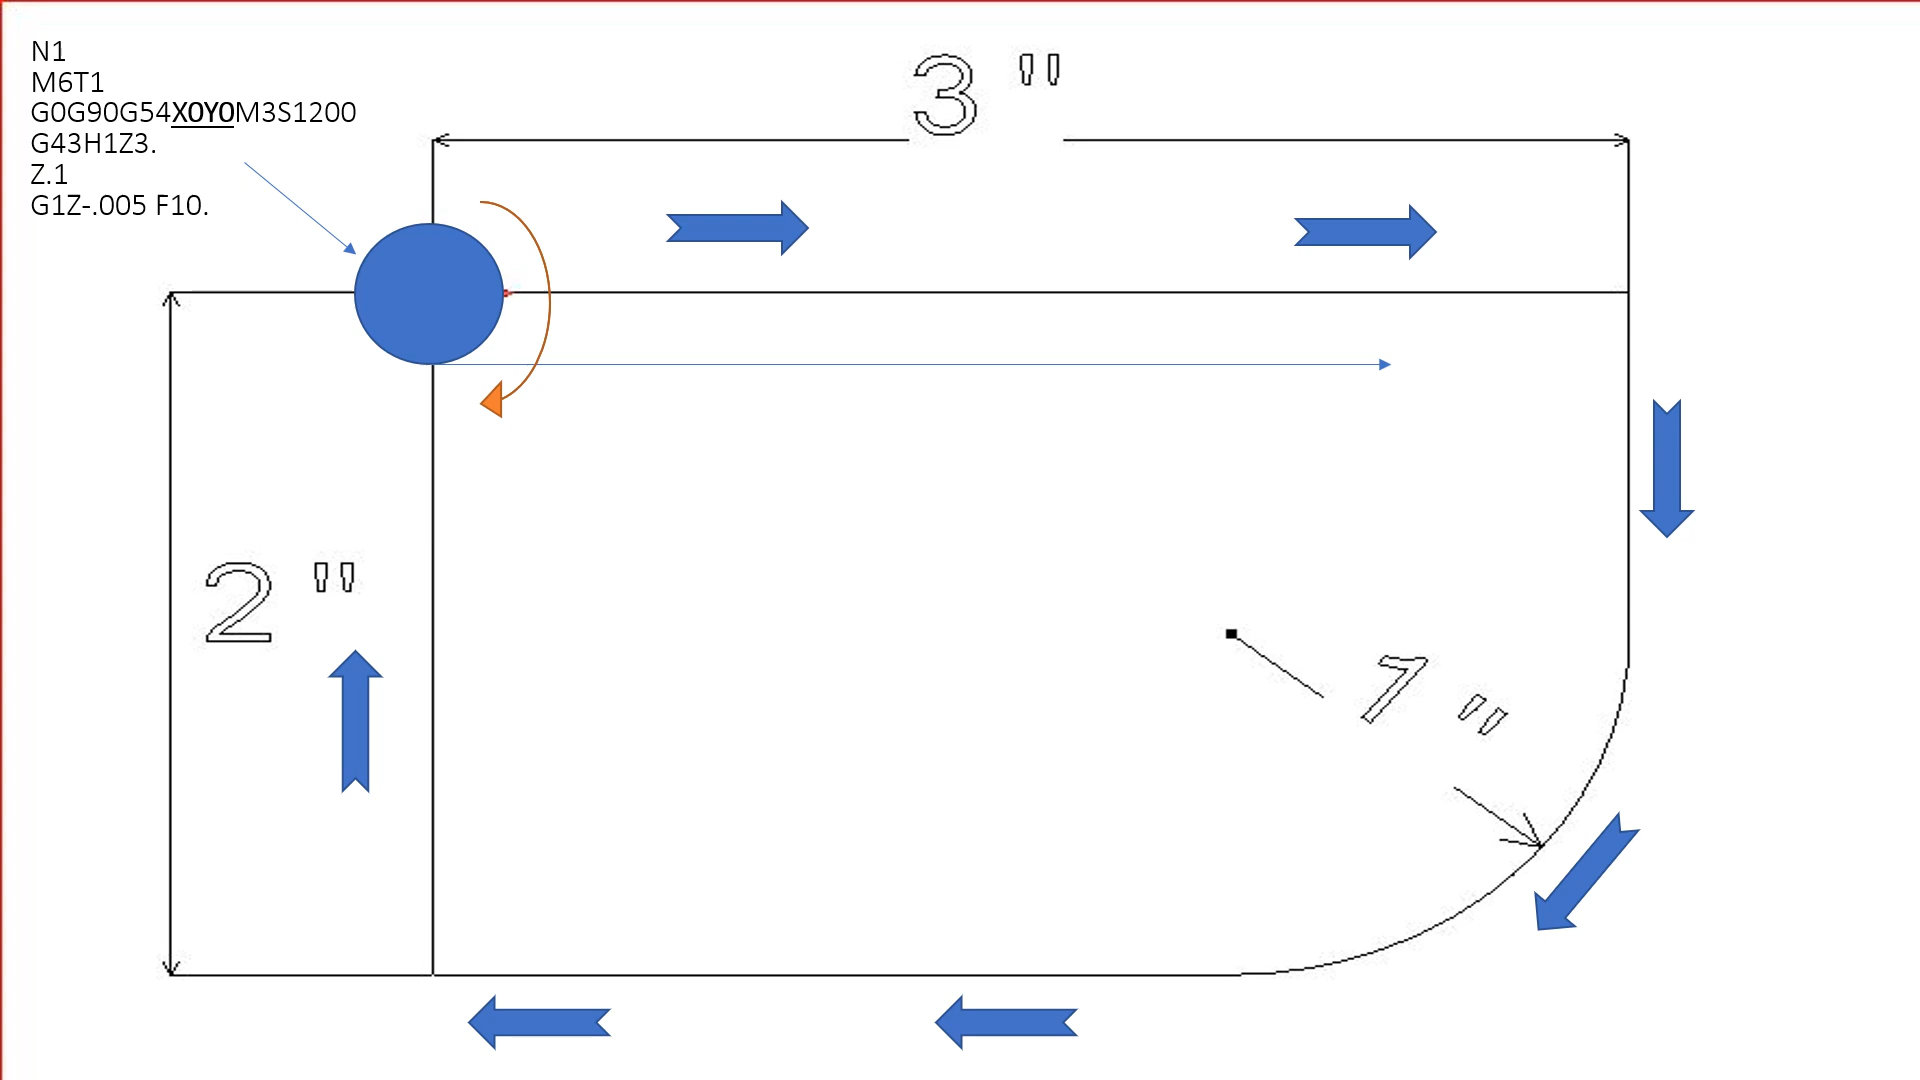 N1
M6T1
G0G90G54X0Y0M3S1200
G43H1Z3.
Z.1
G1Z-.005 F10.
3 "
2 "
1 "